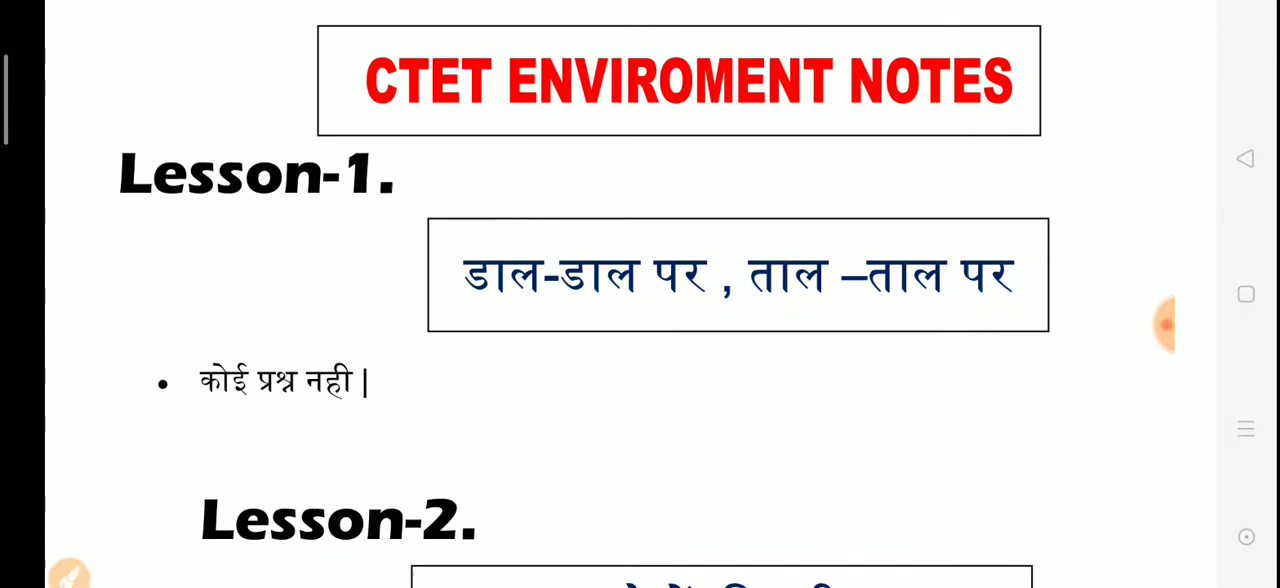 CTET ENVIROMENT NOTES
Lesson-1.
डाल-डाल पर , ताल –ताल पर
• कोई प्रश्न नही |
Lesson-2.